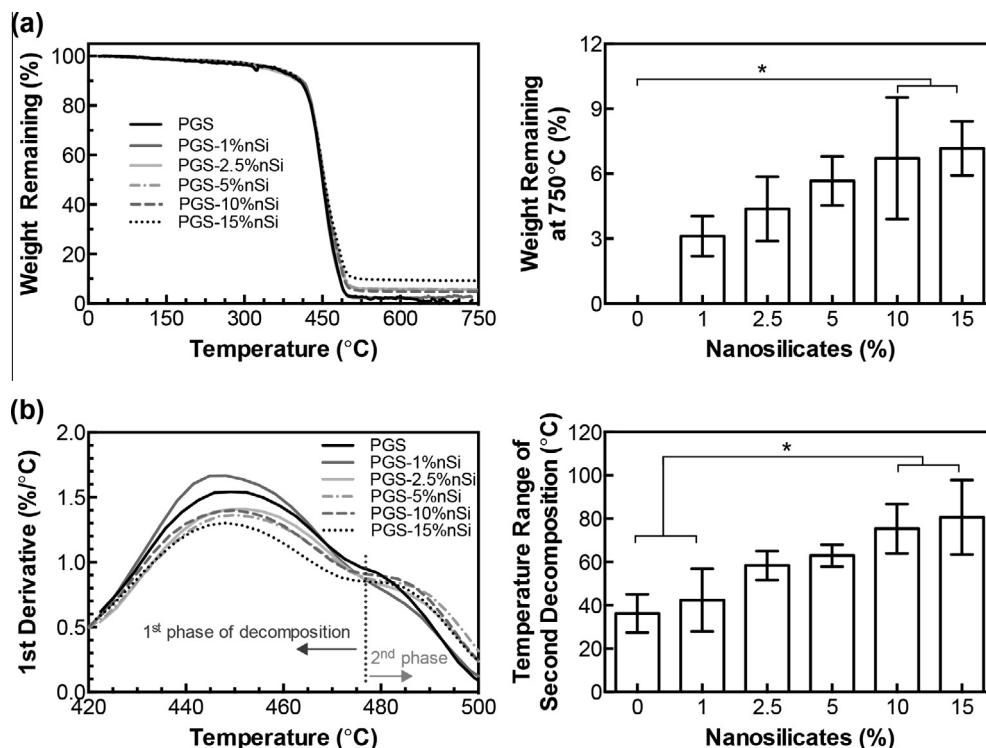 (a)
Weight Remaining (%)
100
80
60
40
20
0
PGS
PGS-1%nSi
PGS-2.5%nSi
PGS-5%nSi
PGS-10%nSi
PGS-15%nSi
0 150 300 450 600 750
Temperature (°C)
Weight Remaining
at 750°C (%)
12
9
6
3
0
*
0 1 2.5 5 10 15
Nanosilicates (%)
(b)
1st Derivative (%/°C)
2.0
1.5
1.0
0.5
0.0
PGS
PGS-1%nSi
PGS-2.5%nSi
PGS-5%nSi
PGS-10%nSi
PGS-15%nSi
1st phase of decomposition
2nd phase
420 440 460 480 500
Temperature (°C)
Temperature Range of
Second Decomposition (°C)
120
100
80
60
40
20
0
*
0 1 2.5 5 10 15
Nanosilicates (%)